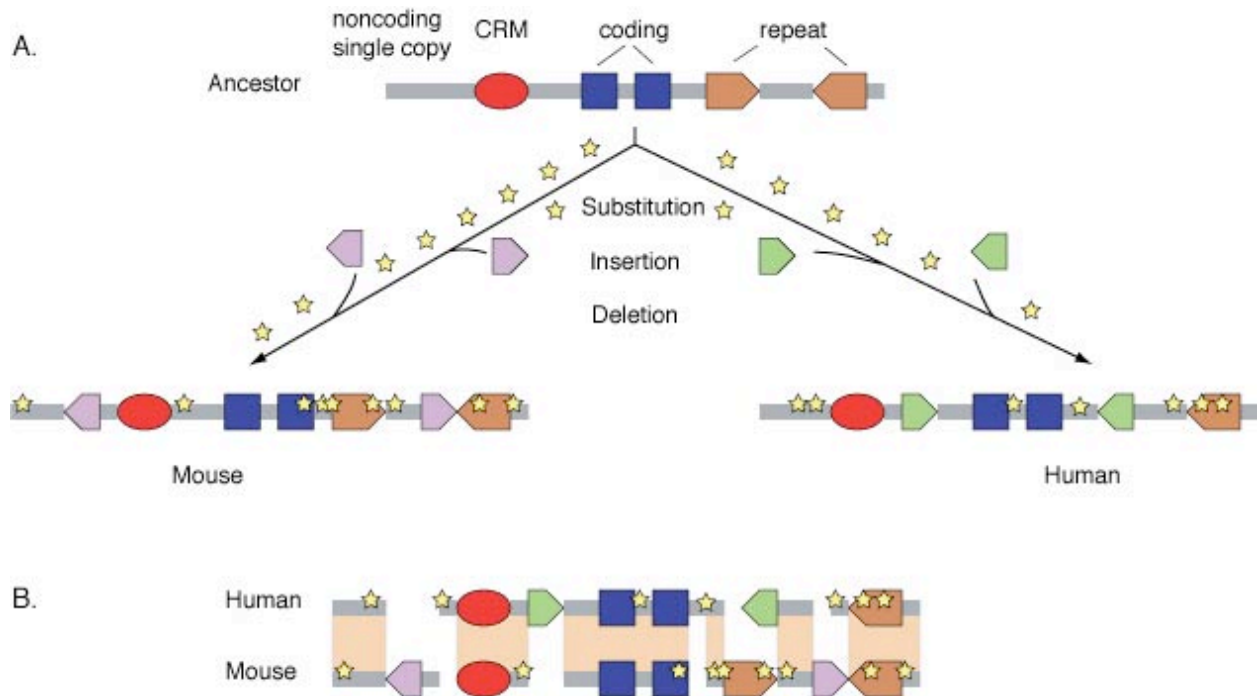 A.
noncoding
single copy
CRM
coding
repeat
Ancestor
Substitution
Insertion
Deletion
Mouse
Human
B.
Human
Mouse